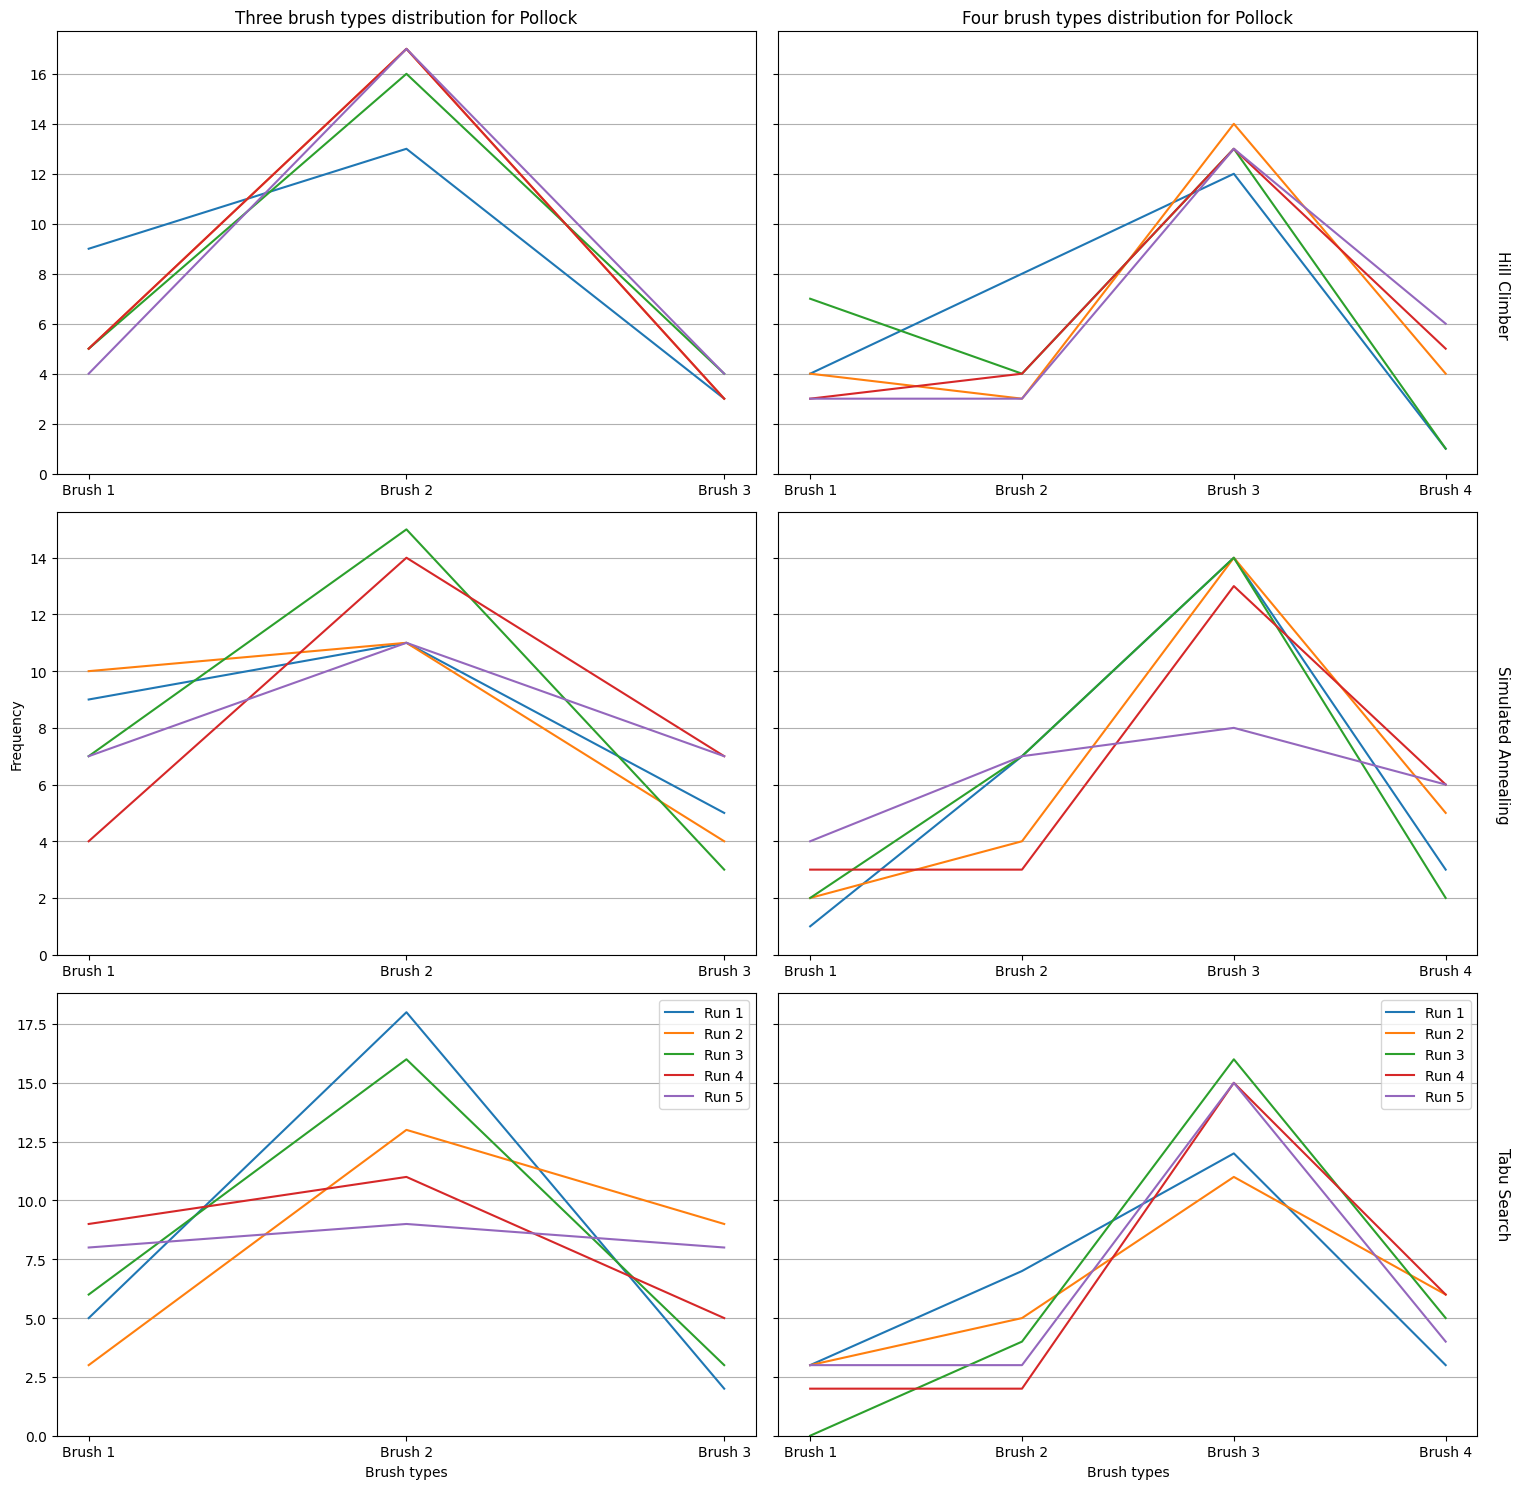 Three brush types distribution for Pollock
Four brush types distribution for Pollock
16
14
12
10
8
6
4
2
0
Brush 1
Brush 2
Brush 3
Brush 1
Brush 2
Brush 3
Brush 4
Hill Climber
Frequency
14
12
10
8
6
4
2
0
Brush 1
Brush 2
Brush 3
Brush 1
Brush 2
Brush 3
Brush 4
Simulated Annealing
17.5
15.0
12.5
10.0
7.5
5.0
2.5
0.0
Run 1
Run 2
Run 3
Run 4
Run 5
Brush 1
Brush 2
Brush 3
Brush types
Run 1
Run 2
Run 3
Run 4
Run 5
Brush 1
Brush 2
Brush 3
Brush 4
Brush types
Tabu Search